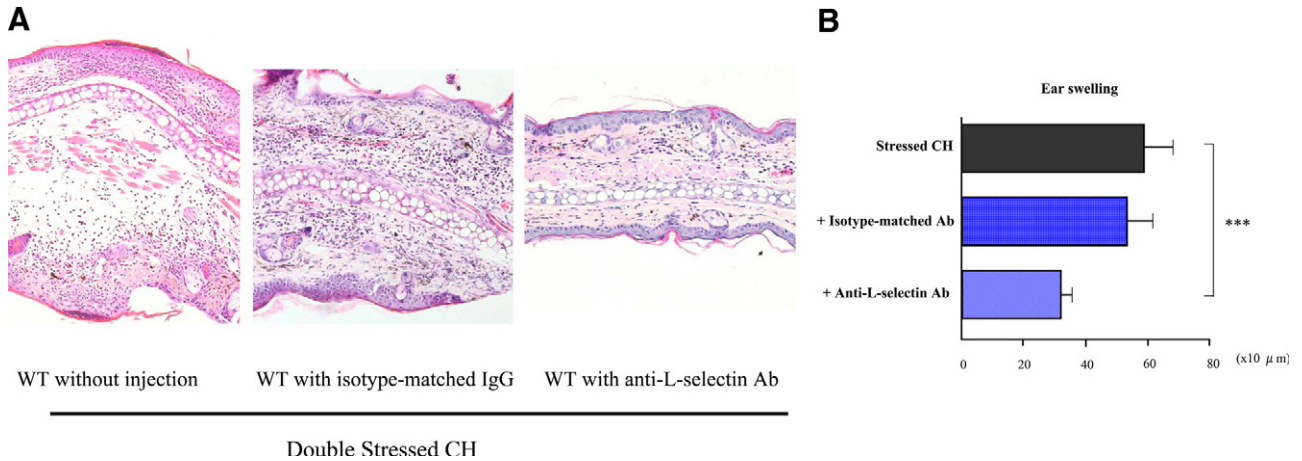 A
WT without injection
WT with isotype-matched IgG
WT with anti-L-selectin Ab
Double Stressed CH
B
Ear swelling
Stressed CH
+ Isotype-matched Ab
+ Anti-L-selectin Ab
***
0 20 40 60 80 (x10 μm)